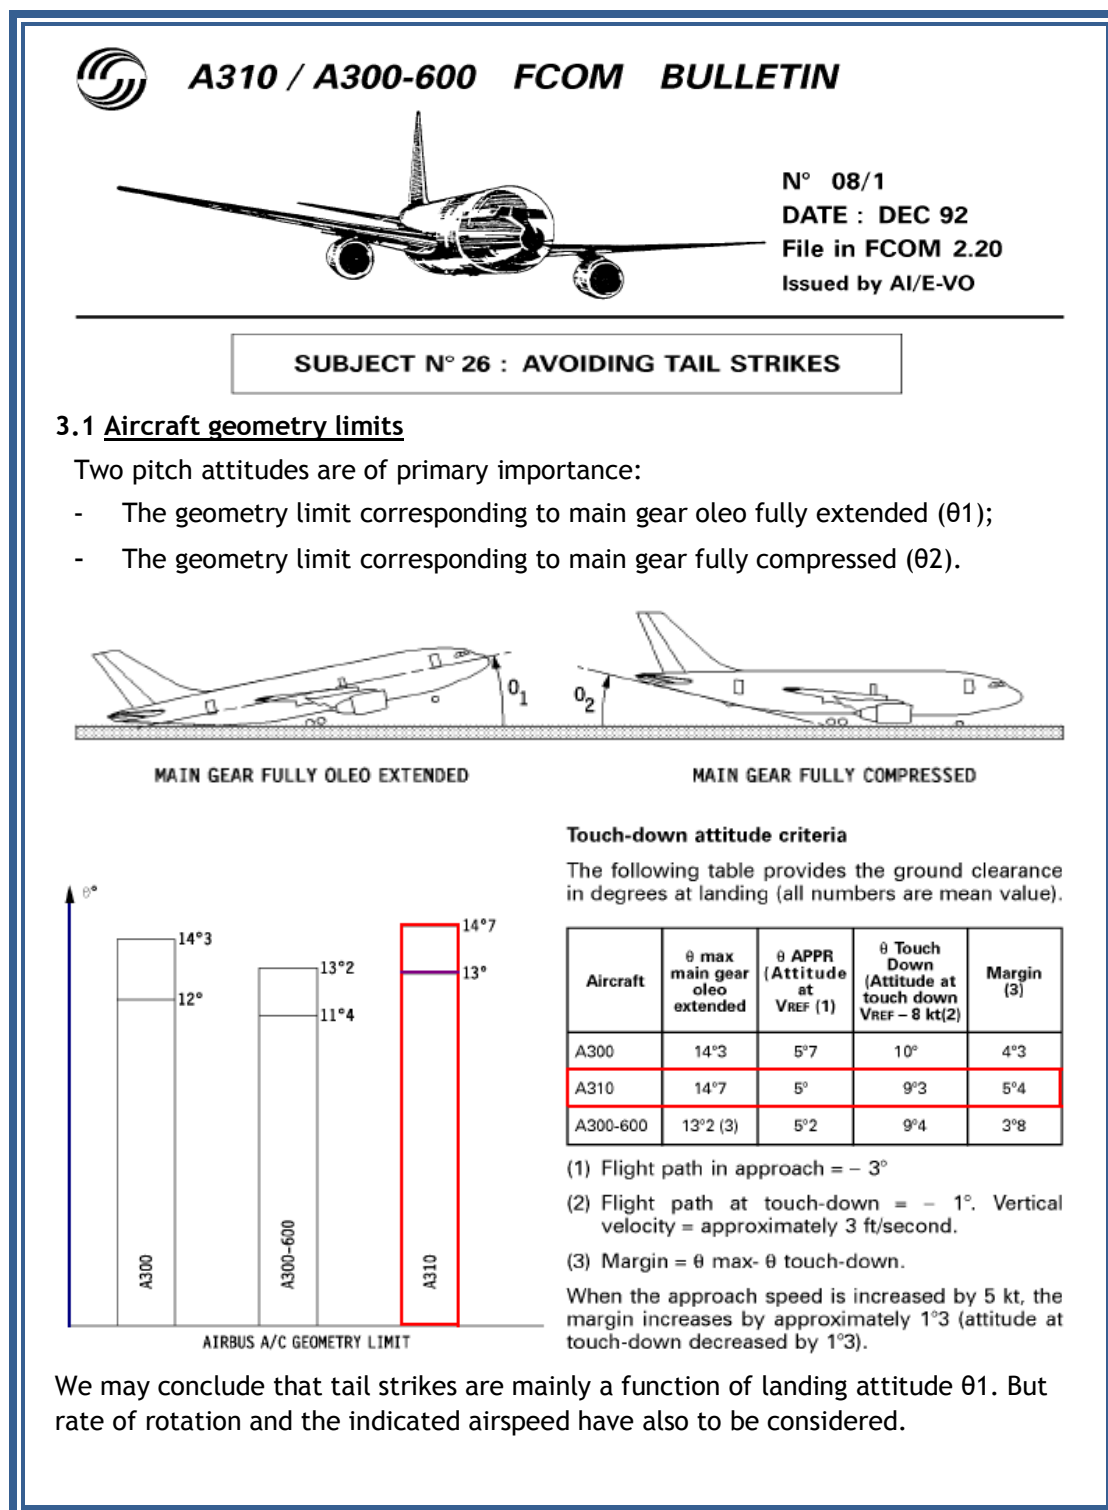 A310 / A300-600 FCOM BULLETIN
N° 08/1
DATE : DEC 92
File in FCOM 2.20
Issued by AI/E-VO
SUBJECT N° 26 : AVOIDING TAIL STRIKES
3.1 Aircraft geometry limits
Two pitch attitudes are of primary importance:
- The geometry limit corresponding to main gear oleo fully extended (θ1);
- The geometry limit corresponding to main gear fully compressed (θ2).
θ1
θ2
MAIN GEAR FULLY OLEO EXTENDED
MAIN GEAR FULLY COMPRESSED
θ°
14°3
12°
13°2
11°4
14°7
13°
A300
A300-600
A310
AIRBUS A/C GEOMETRY LIMIT
Touch-down attitude criteria
The following table provides the ground clearance
in degrees at landing (all numbers are mean value).
Aircraft
θ max
main gear
oleo
extended
θ APPR
(Attitude
at
VREF (1)
θ Touch
Down
(Attitude at
touch down
VREF – 8 kt(2)
Margin
(3)
A300 14°3 5°7 10° 4°3
A310 14°7 5° 9°3 5°4
A300-600 13°2 (3) 5°2 9°4 3°8
(1) Flight path in approach = – 3°
(2) Flight path at touch-down = – 1°. Vertical
velocity = approximately 3 ft/second.
(3) Margin = θ max- θ touch-down.
When the approach speed is increased by 5 kt, the
margin increases by approximately 1°3 (attitude at
touch-down decreased by 1°3).
We may conclude that tail strikes are mainly a function of landing attitude θ1. But
rate of rotation and the indicated airspeed have also to be considered.